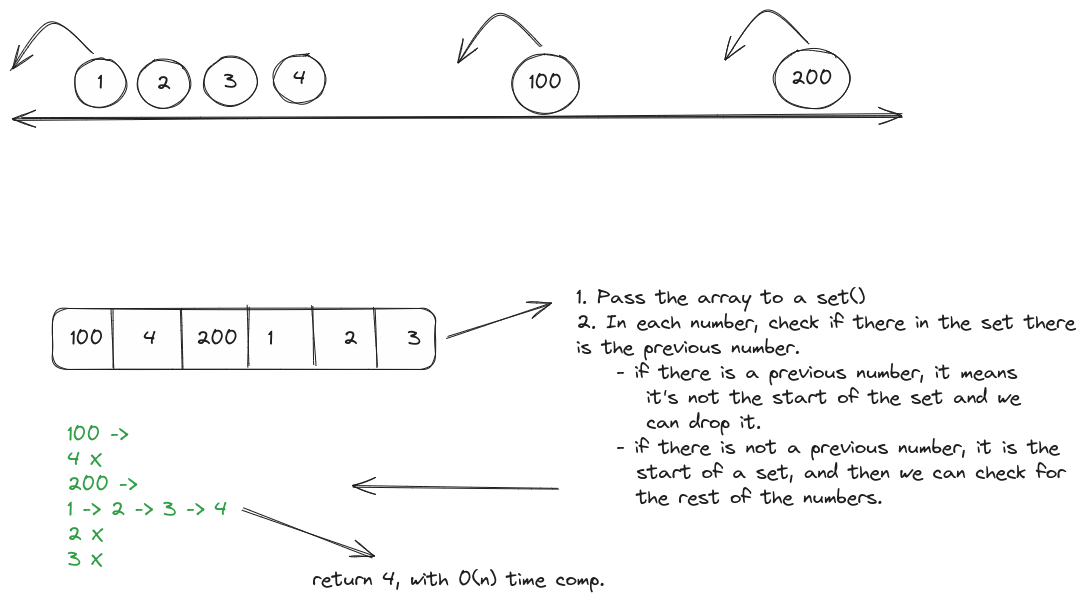 1 2 3 4 100 200
100 4 200 1 2 3
1. Pass the array to a set()
2. In each number, check if there in the set there
is the previous number.
- if there is a previous number, it means
it's not the start of the set and we
can drop it.
- if there is not a previous number, it is the
start of a set, and then we can check for
the rest of the numbers.
100 ->
4 x
200 ->
1 -> 2 -> 3 -> 4
2 x
3 x
return 4, with O(n) time comp.